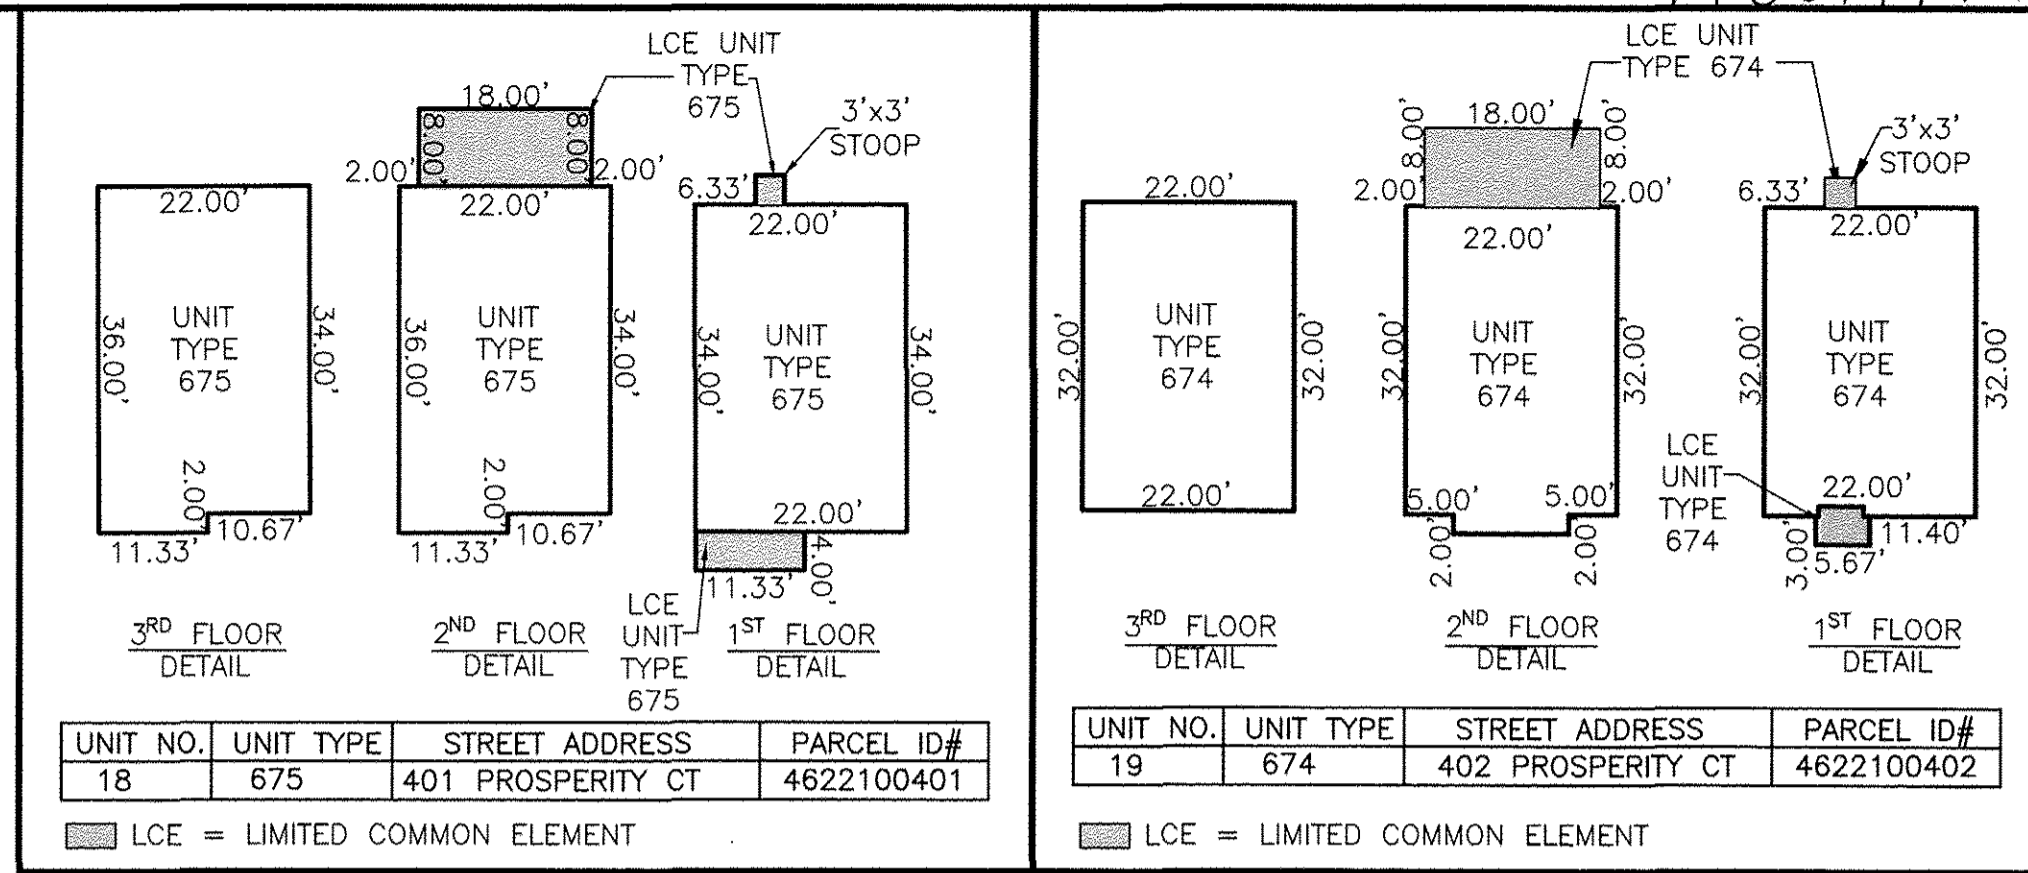 LCE UNIT
TYPE
675
18.00'
8.00'
8.00'
2.00'
2.00'
3'x3'
STOOP
6.33'
22.00'
22.00'
22.00'
UNIT
TYPE
675
36.00'
34.00'
2.00'
11.33'
10.67'
UNIT
TYPE
675
36.00'
34.00'
2.00'
11.33'
10.67'
UNIT
TYPE
675
34.00'
34.00'
22.00'
11.33'
4.00'
LCE
UNIT
TYPE
675
3RD FLOOR
DETAIL
2ND FLOOR
DETAIL
1ST FLOOR
DETAIL
UNIT NO. UNIT TYPE STREET ADDRESS PARCEL ID#
18 675 401 PROSPERITY CT 4622100401
LCE = LIMITED COMMON ELEMENT
LCE UNIT
TYPE 674
18.00'
8.00'
8.00'
2.00'
2.00'
3'x3'
STOOP
6.33'
22.00'
22.00'
22.00'
UNIT
TYPE
674
32.00'
32.00'
22.00'
UNIT
TYPE
674
32.00'
32.00'
5.00'
5.00'
2.00'
2.00'
UNIT
TYPE
674
32.00'
32.00'
22.00'
3.00'
5.67'
11.40'
LCE
UNIT
TYPE
674
3RD FLOOR
DETAIL
2ND FLOOR
DETAIL
1ST FLOOR
DETAIL
UNIT NO. UNIT TYPE STREET ADDRESS PARCEL ID#
19 674 402 PROSPERITY CT 4622100402
LCE = LIMITED COMMON ELEMENT